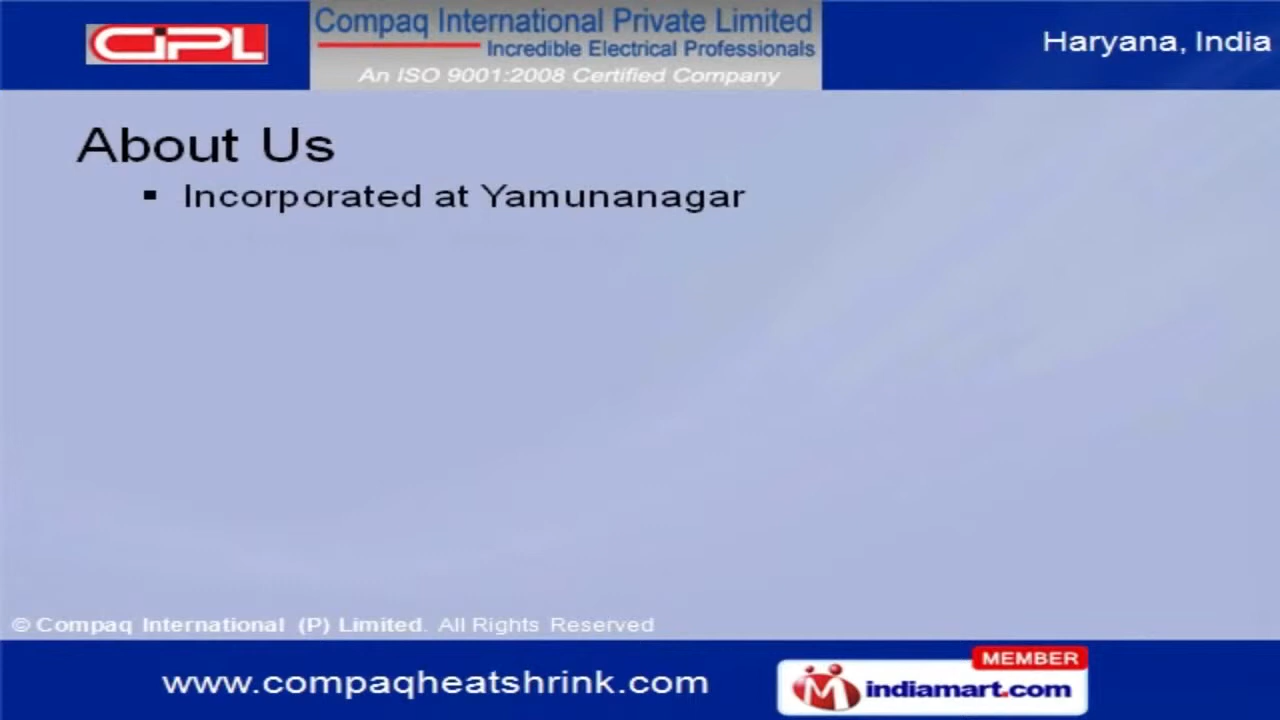 CIPL
Compaq International Private Limited
Incredible Electrical Professionals
An ISO 9001:2008 Certified Company
Haryana, India
About Us
▪ Incorporated at Yamunanagar
© Compaq International (P) Limited. All Rights Reserved
www.compaqheatshrink.com
MEMBER
indiamart.com